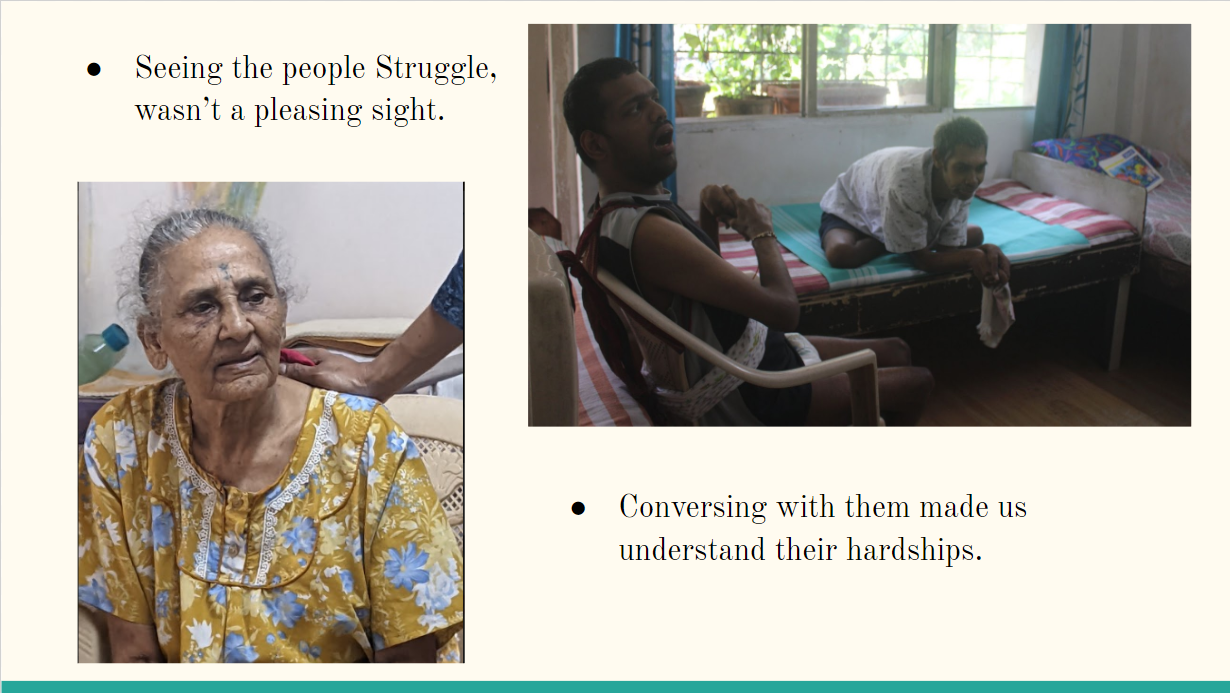 Seeing the people Struggle,
wasn't a pleasing sight.
Conversing with them made us
understand their hardships.